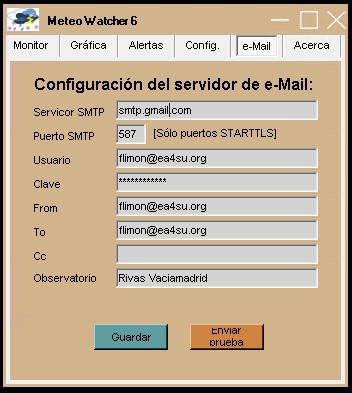 Meteo Watcher 6
Monitor Gráfica Alertas Config. e-Mail Acerca
Configuración del servidor de e-Mail:
Servicor SMTP smtp.gmail.com
Puerto SMTP 587 [Sólo puertos STARTTLS]
Usuario flimon@ea4su.org
Clave ************
From flimon@ea4su.org
To flimon@ea4su.org
Cc
Observatorio Rivas Vaciamadrid
Guardar Enviar
prueba